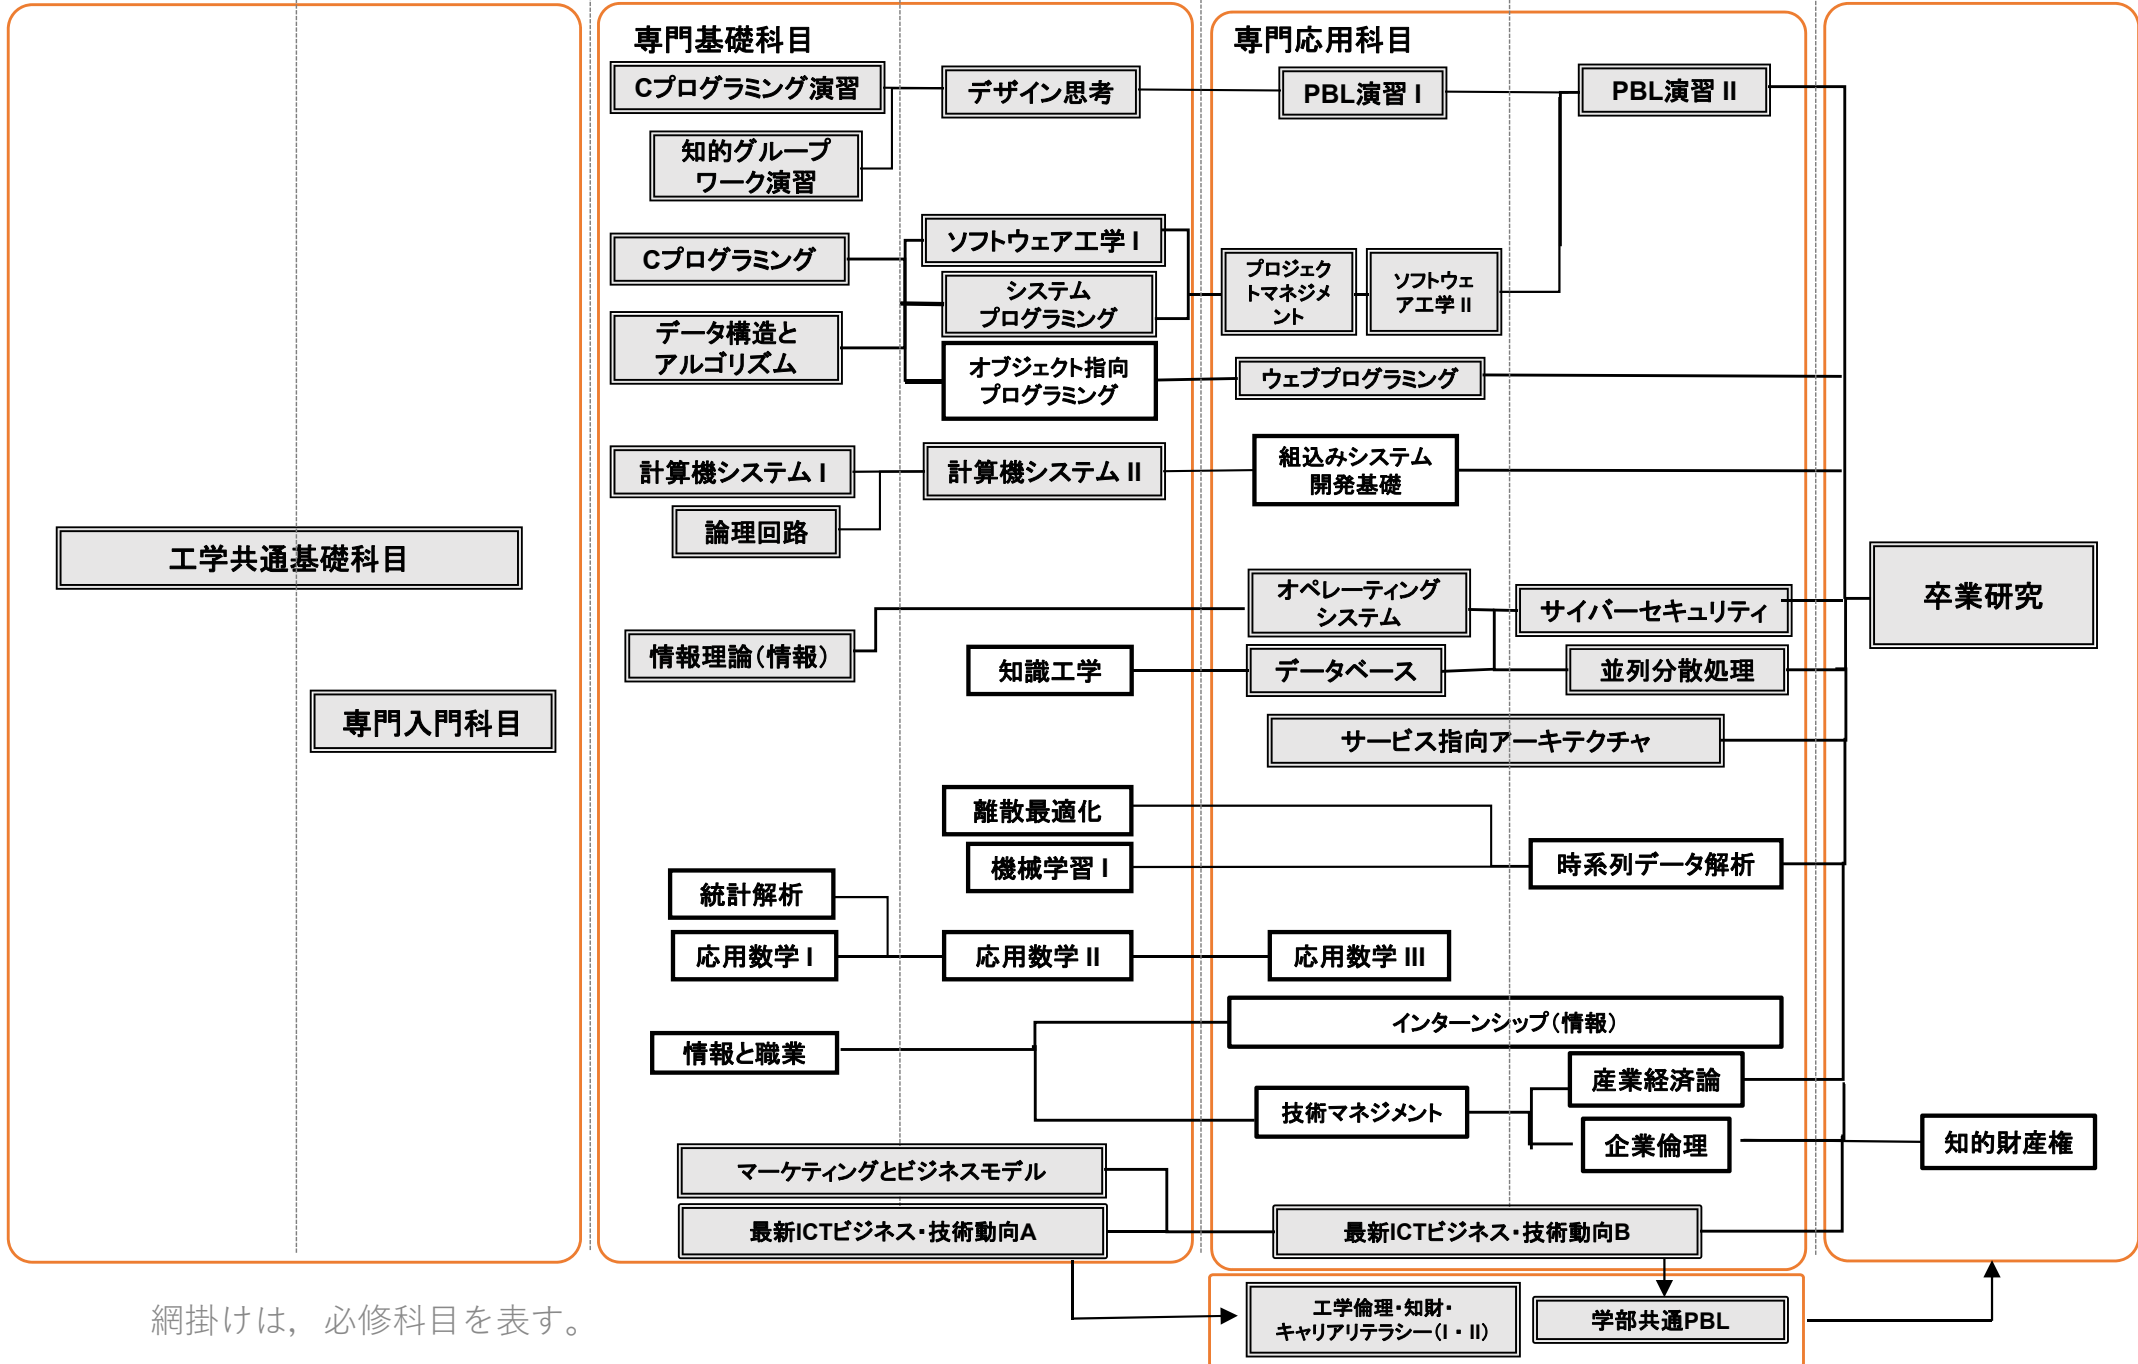 専門基礎科目
専門応用科目
Cプログラミング演習
デザイン思考
PBL演習 I
PBL演習 II
知的グループ
ワーク演習
Cプログラミング
ソフトウェア工学 I
システム
プログラミング
プロジェク
トマネジメ
ント
ソフトウェ
ア工学 II
データ構造と
アルゴリズム
オブジェクト指向
プログラミング
ウェブプログラミング
計算機システム I
計算機システム II
組込みシステム
開発基礎
論理回路
工学共通基礎科目
オペレーティング
システム
サイバーセキュリティ
卒業研究
情報理論（情報）
知識工学
データベース
並列分散処理
専門入門科目
サービス指向アーキテクチャ
離散最適化
機械学習 I
時系列データ解析
統計解析
応用数学 I
応用数学 II
応用数学 III
インターンシップ（情報）
情報と職業
産業経済論
技術マネジメント
企業倫理
知的財産権
マーケティングとビジネスモデル
最新ICTビジネス・技術動向A
最新ICTビジネス・技術動向B
工学倫理・知財・
キャリアリテラシー（I ・ II）
学部共通PBL
網掛けは，必修科目を表す。